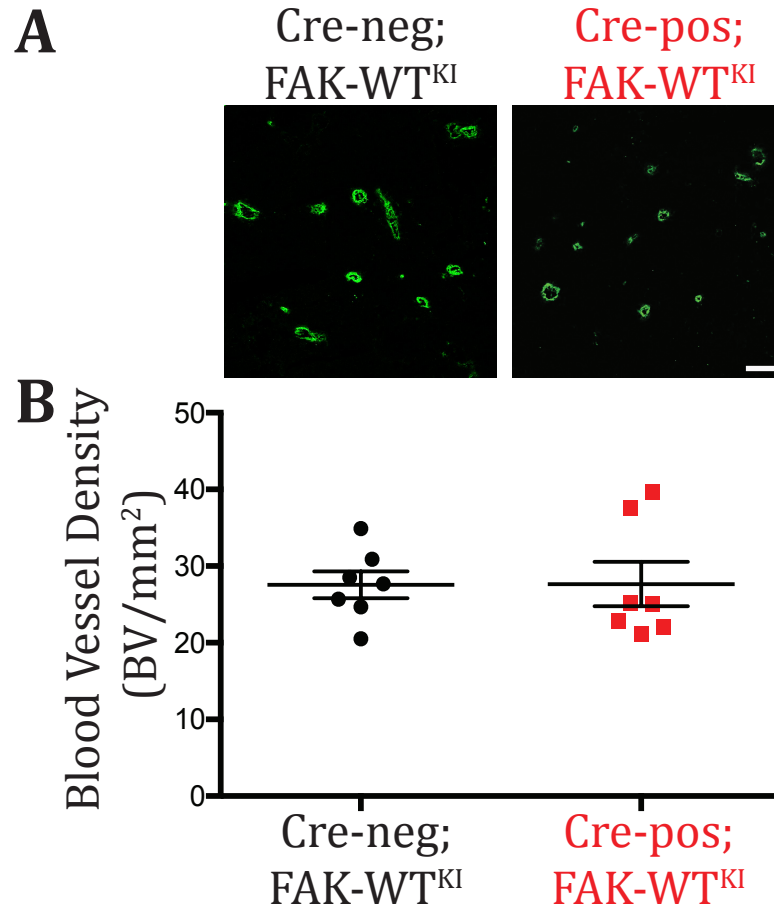 A
Cre-neg;
FAK-WTᴷᴵ
Cre-pos;
FAK-WTᴷᴵ
B
Blood Vessel Density
(BV/mm²)
50
40
30
20
10
0
Cre-neg;
FAK-WTᴷᴵ
Cre-pos;
FAK-WTᴷᴵ